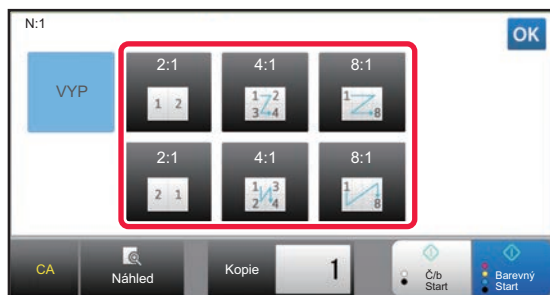 N:1
OK
VYP
2:1 4:1 8:1
1 2
1 2
3 4
1
8
2:1 4:1 8:1
2 1
1 3
2 4
1
8
CA
Náhled
Kopie
1
Č/b
Start
Barevný
Start